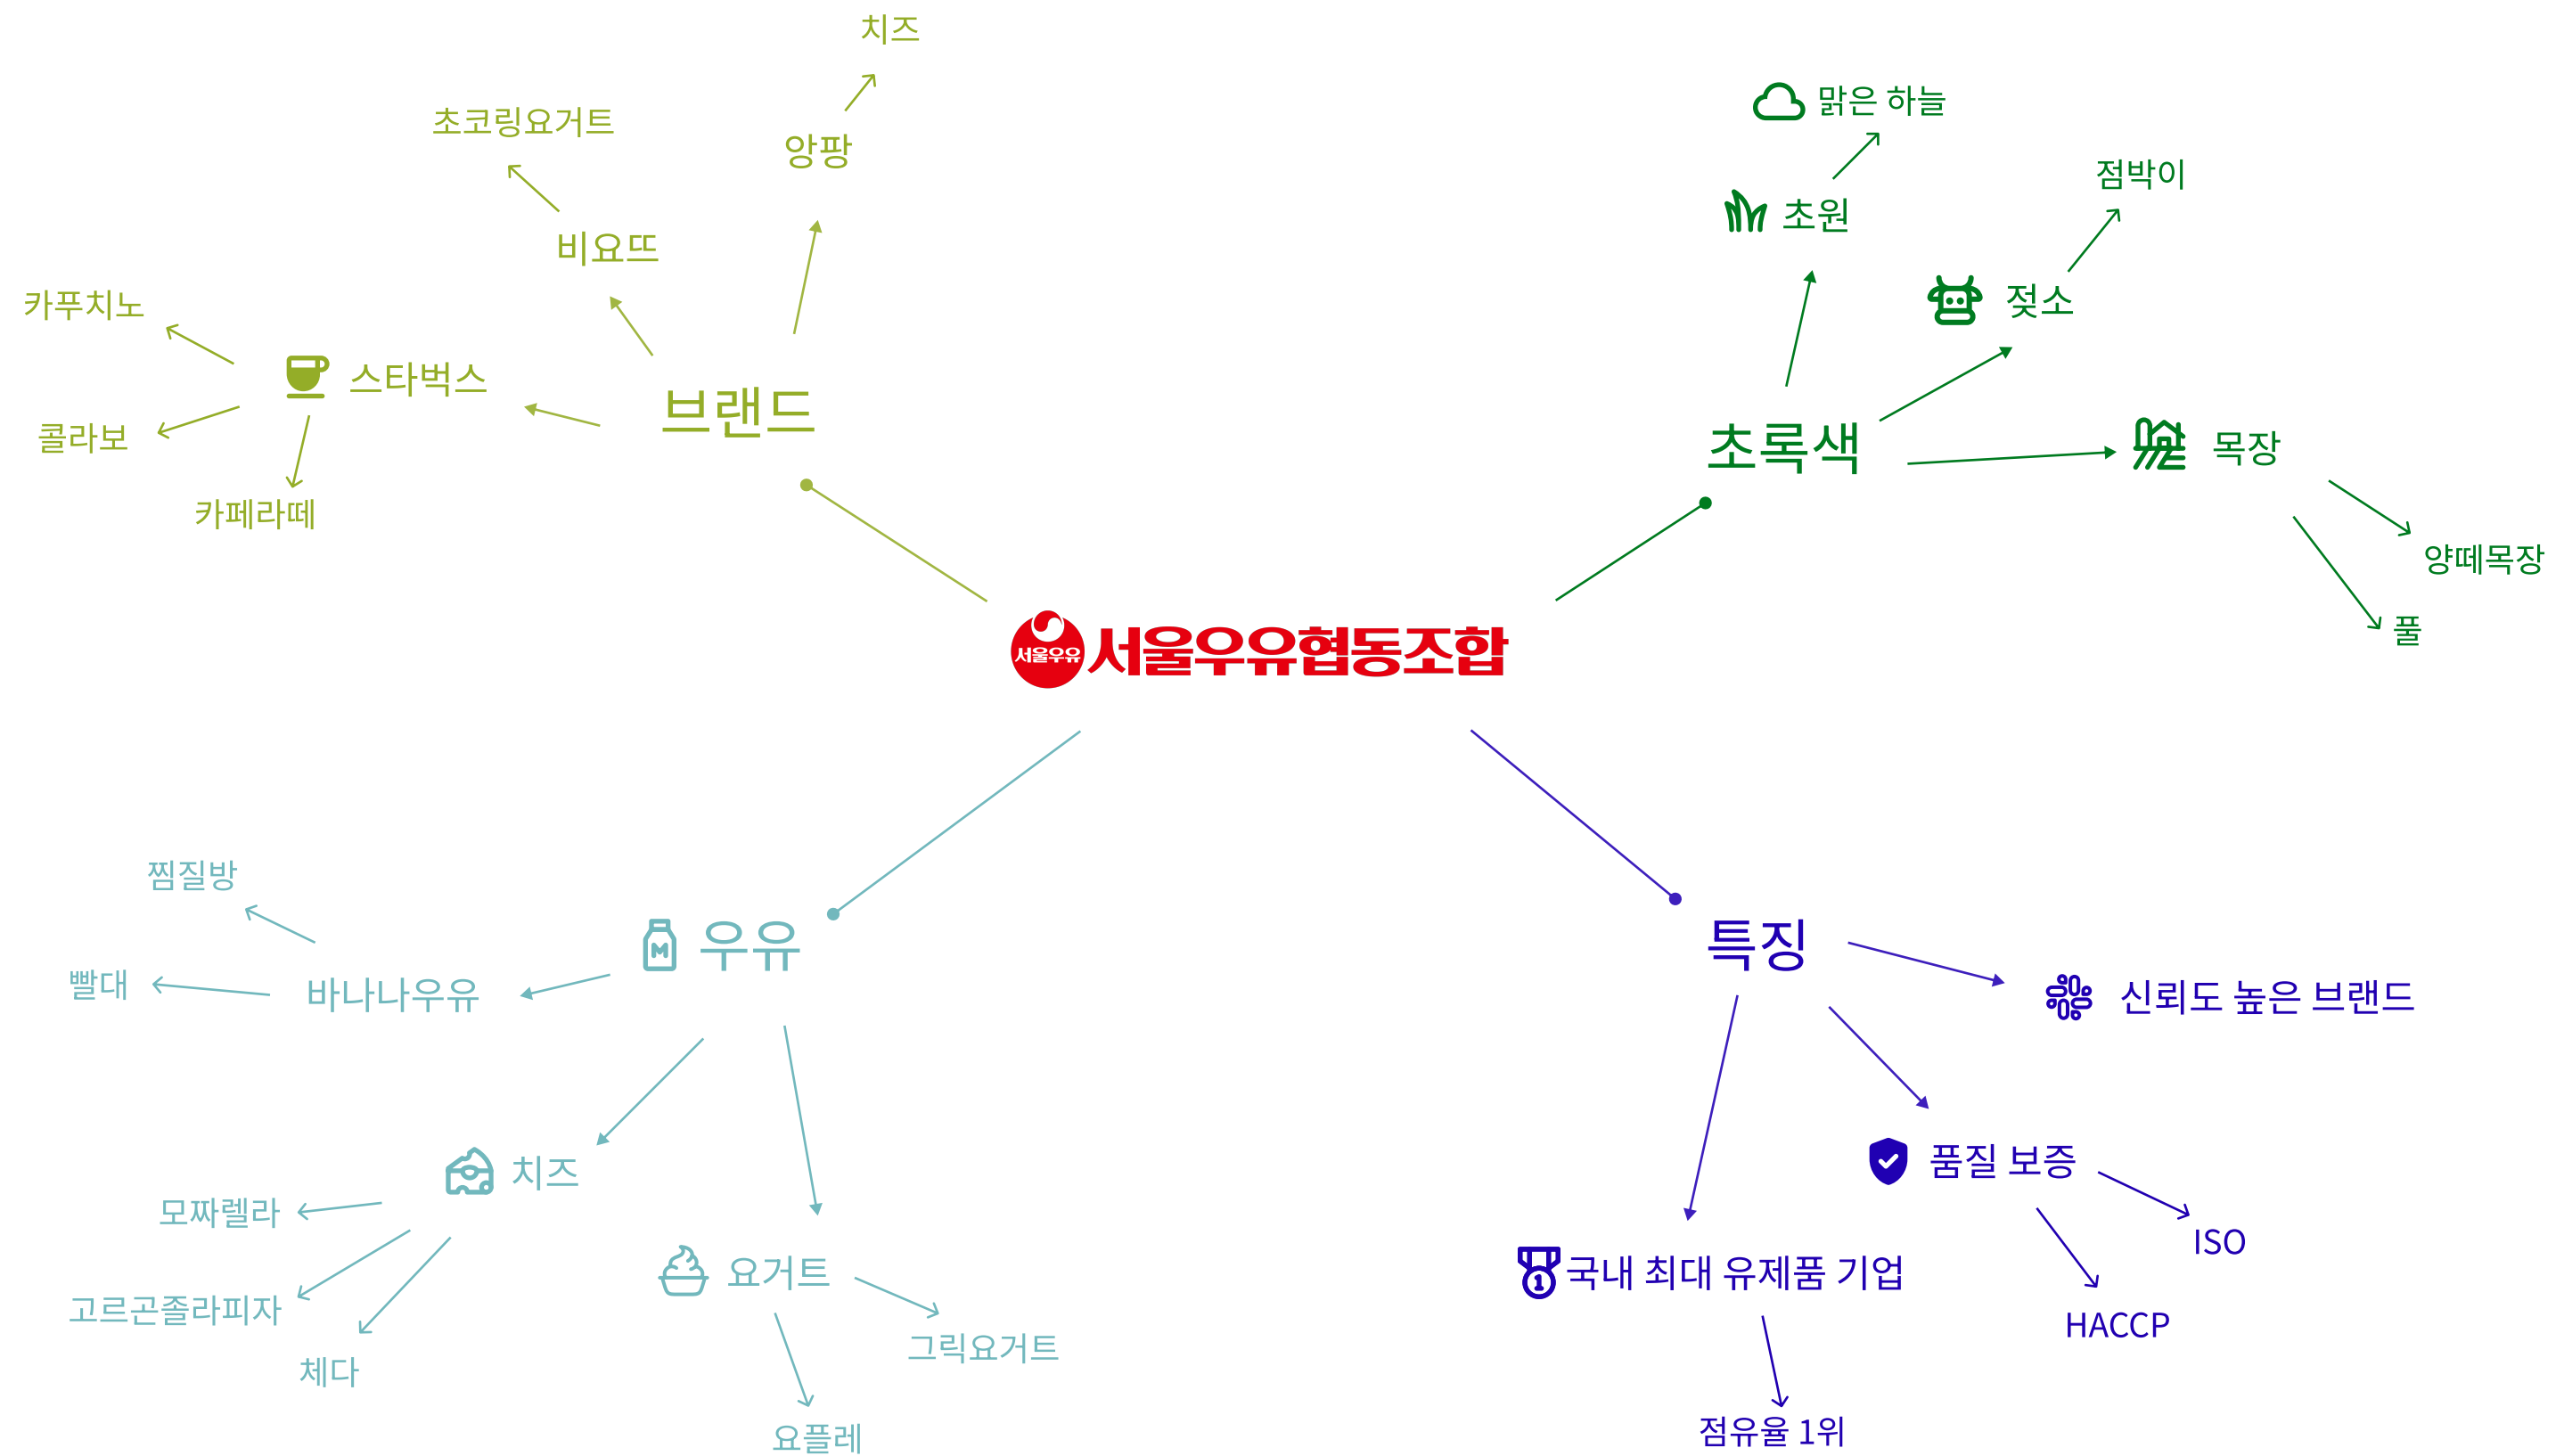 치즈
초코링요거트
앙팡
비요뜨
카푸치노
스타벅스
브랜드
콜라보
카페라떼
맑은 하늘
초원
점박이
젖소
초록색
목장
양떼목장
풀
서울우유
서울우유협동조합
찜질방
우유
빨대
바나나우유
치즈
모짜렐라
고르곤졸라피자
체다
요거트
그릭요거트
요플레
특징
신뢰도 높은 브랜드
품질 보증
ISO
HACCP
국내 최대 유제품 기업
점유율 1위